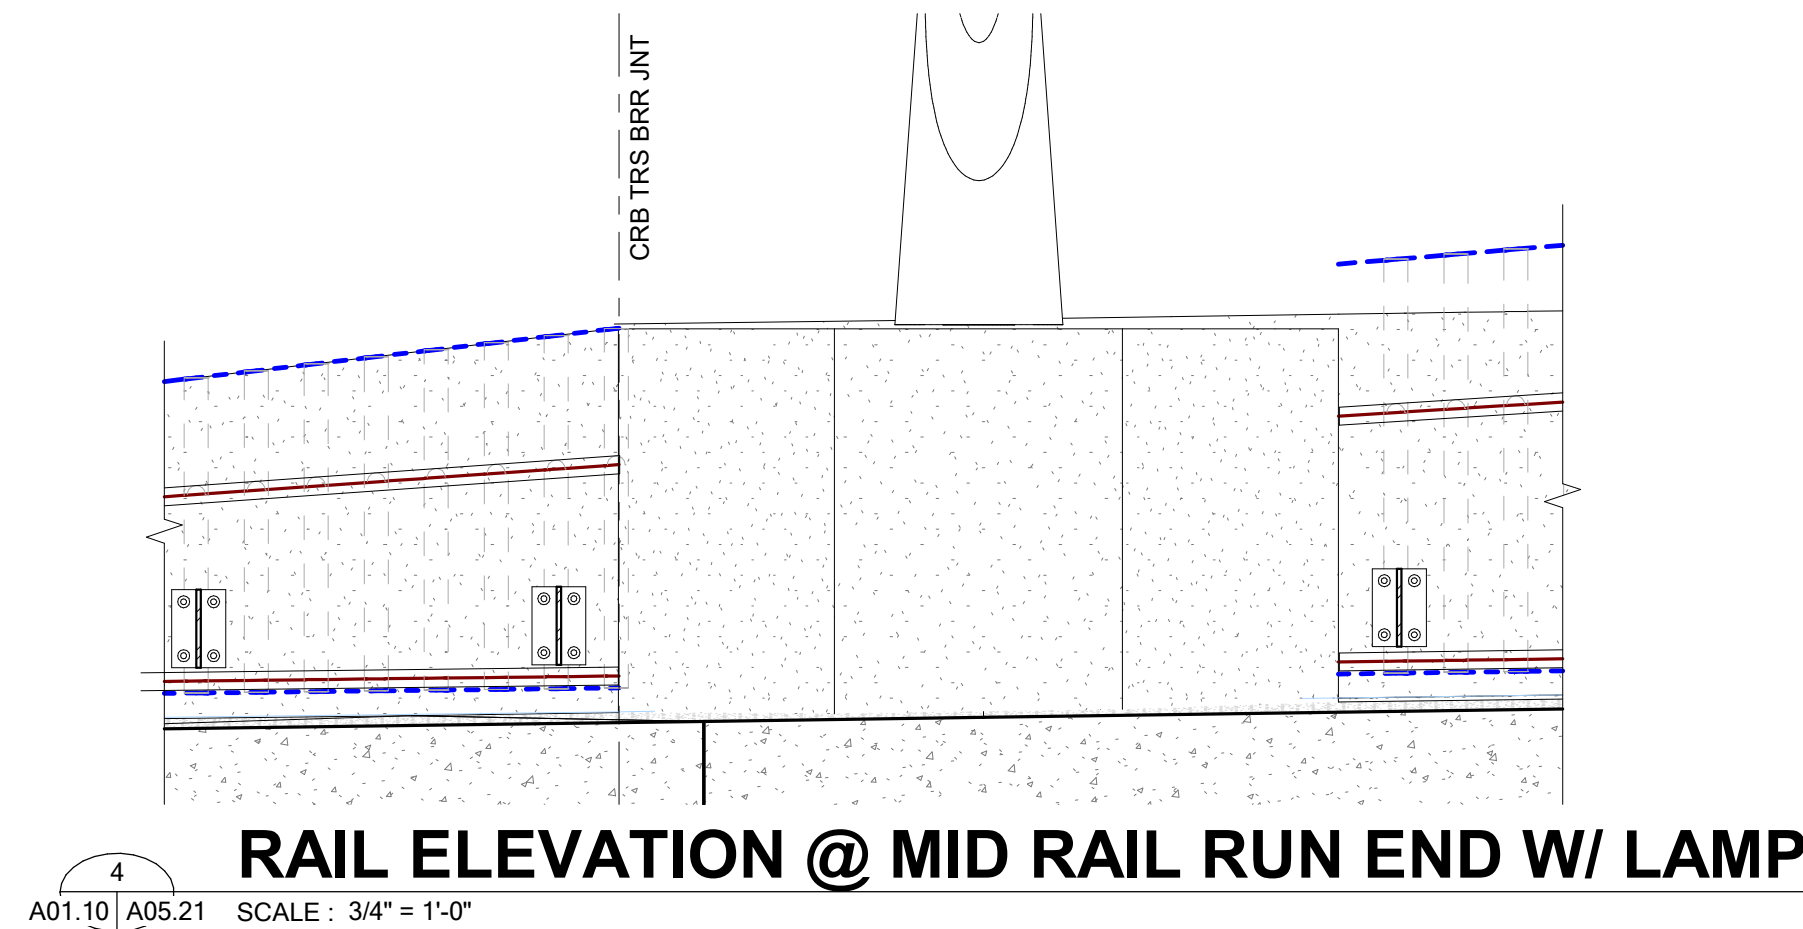 CRB TRS BRR JNT
RAIL ELEVATION @ MID RAIL RUN END W/ LAMP
4
A01.10 A05.21 SCALE : 3/4" = 1'-0"